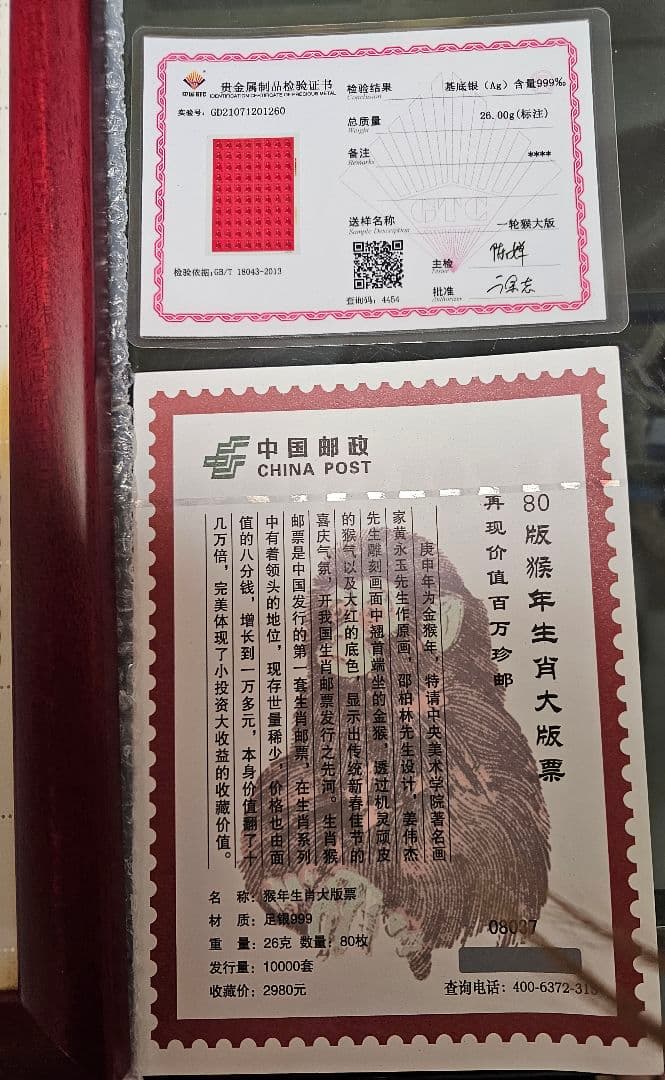 贵金属制品检验证书
IDENTIFICATION CERTIFICATE OF PRECIOUS METAL
实验号：GD21071201260
检验依据:GB/T 18043-2013
检验结果 基底银（Ag）含量999‰
Conclusion
总质量 26.00g(标注)
Weight
备注 ****
Remarks
GTC
送样名称 一轮猴大版
Sample Description
主检
批准
Authorizer
查询码：4454
中国邮政
CHINA POST
80版猴年生肖大版票
再现价值百万珍邮
庚申年为金猴年，特请中央美术学院著名画
家黄永玉先生作原画，邵柏林先生设计，姜伟杰
先生雕刻画面中翘首端坐的金猴，透过机灵顽皮
的猴气以及大红的底色，显示出传统新春佳节的
喜庆气氛，开我国生肖邮票发行之先河。生肖猴
邮票是中国发行的第一套生肖邮票，在生肖系列
中有着领头的地位，现存世量稀少，价格也由面
值的八分钱，增长到一万多元，本身价值翻了十
几万倍，完美体现了小投资大收益的收藏价值。
名 称：猴年生肖大版票
材 质：足银999
重 量：26克 数量：80枚
发行量：10000套
收藏价：2980元
08037
查询电话：400-6372-31